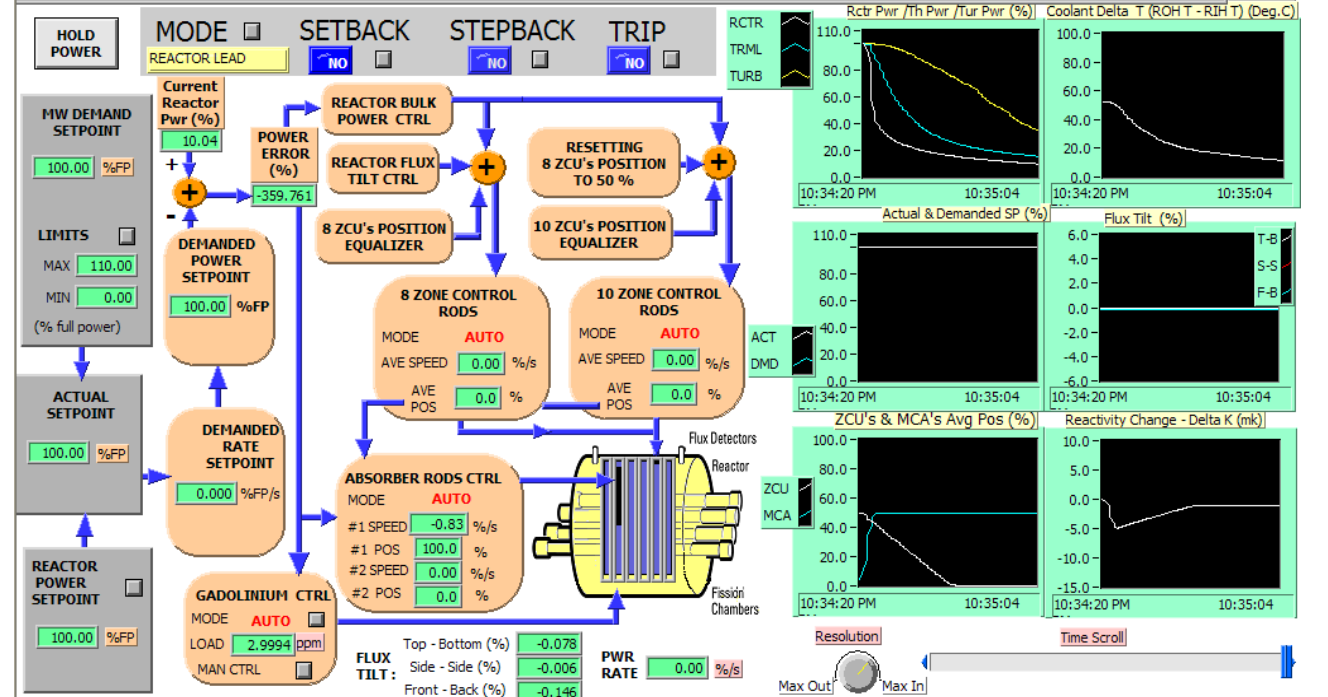 HOLD
POWER
MODE
REACTOR LEAD
SETBACK
NO
STEPBACK
NO
TRIP
NO
MW DEMAND
SETPOINT
100.00 %FP
LIMITS
MAX 110.00
MIN 0.00
(% full power)
ACTUAL
SETPOINT
100.00 %FP
REACTOR
POWER
SETPOINT
100.00 %FP
Current
Reactor
Pwr (%)
10.04
+
+
-
POWER
ERROR
(%)
-359.761
DEMANDED
POWER
SETPOINT
100.00 %FP
DEMANDED
RATE
SETPOINT
0.000 %FP/s
REACTOR BULK
POWER CTRL
REACTOR FLUX
TILT CTRL
+
8 ZCU's POSITION
EQUALIZER
RESETTING
8 ZCU's POSITION
TO 50 %
+
10 ZCU's POSITION
EQUALIZER
8 ZONE CONTROL
RODS
MODE AUTO
AVE SPEED 0.00 %/s
AVE
POS 0.0 %
10 ZONE CONTROL
RODS
MODE AUTO
AVE SPEED 0.00 %/s
AVE
POS 0.0 %
ABSORBER RODS CTRL
MODE AUTO
#1 SPEED -0.83 %/s
#1 POS 100.0 %
#2 SPEED 0.00 %/s
#2 POS 0.0 %
Flux Detectors
Reactor
Fission
Chambers
GADOLINIUM CTRL
MODE AUTO
LOAD 2.9994 ppm
MAN CTRL
FLUX
TILT :
Top - Bottom (%) -0.078
Side - Side (%) -0.006
Front - Back (%) -0.146
PWR
RATE 0.00 %/s
RCTR
TRML
TURB
Rctr Pwr /Th Pwr /Tur Pwr (%)
110.0
80.0
60.0
40.0
20.0
0.0
10:34:20 PM 10:35:04
Coolant Delta T (ROH T - RIH T) (Deg.C)
100.0
80.0
60.0
40.0
20.0
0.0
10:34:20 PM 10:35:04
Actual & Demanded SP (%)
110.0
80.0
60.0
40.0
20.0
0.0
ACT
DMD
10:34:20 PM 10:35:04
Flux Tilt (%)
6.0
4.0
2.0
0.0
-2.0
-4.0
-6.0
T-B
S-S
F-B
10:34:20 PM 10:35:04
ZCU's & MCA's Avg Pos (%)
100.0
80.0
60.0
40.0
20.0
0.0
ZCU
MCA
10:34:20 PM 10:35:04
Reactivity Change - Delta K (mk)
10.0
5.0
0.0
-5.0
-10.0
-15.0
10:34:20 PM 10:35:04
Resolution
Max Out Max In
Time Scroll